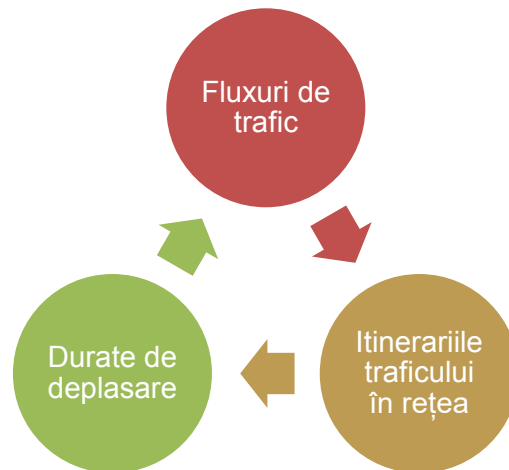 Fluxuri de
trafic
Itinerariile
traficului
în rețea
Durate de
deplasare